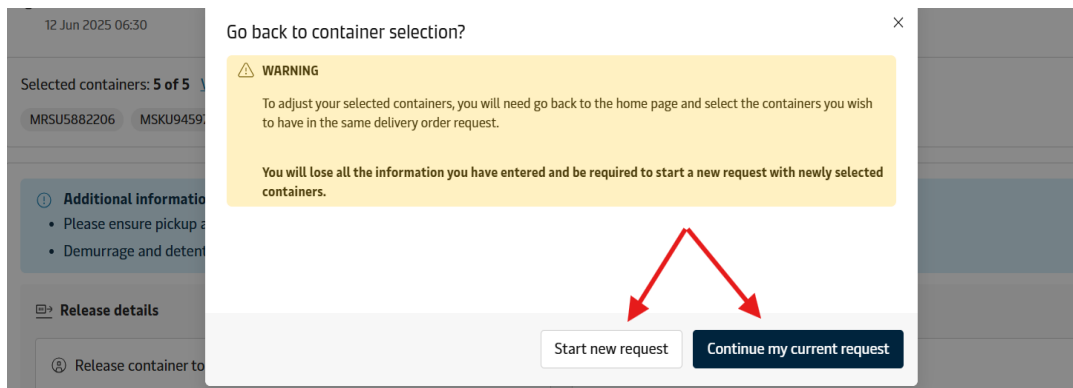 12 Jun 2025 06:30
Go back to container selection?
WARNING
To adjust your selected containers, you will need go back to the home page and select the containers you wish
to have in the same delivery order request.
You will lose all the information you have entered and be required to start a new request with newly selected
containers.
Selected containers: 5 of 5
MRSU5882206 MSKU9459
Additional informatio
Please ensure pickup a
Demurrage and detent
Release details
Release container to
Start new request Continue my current request